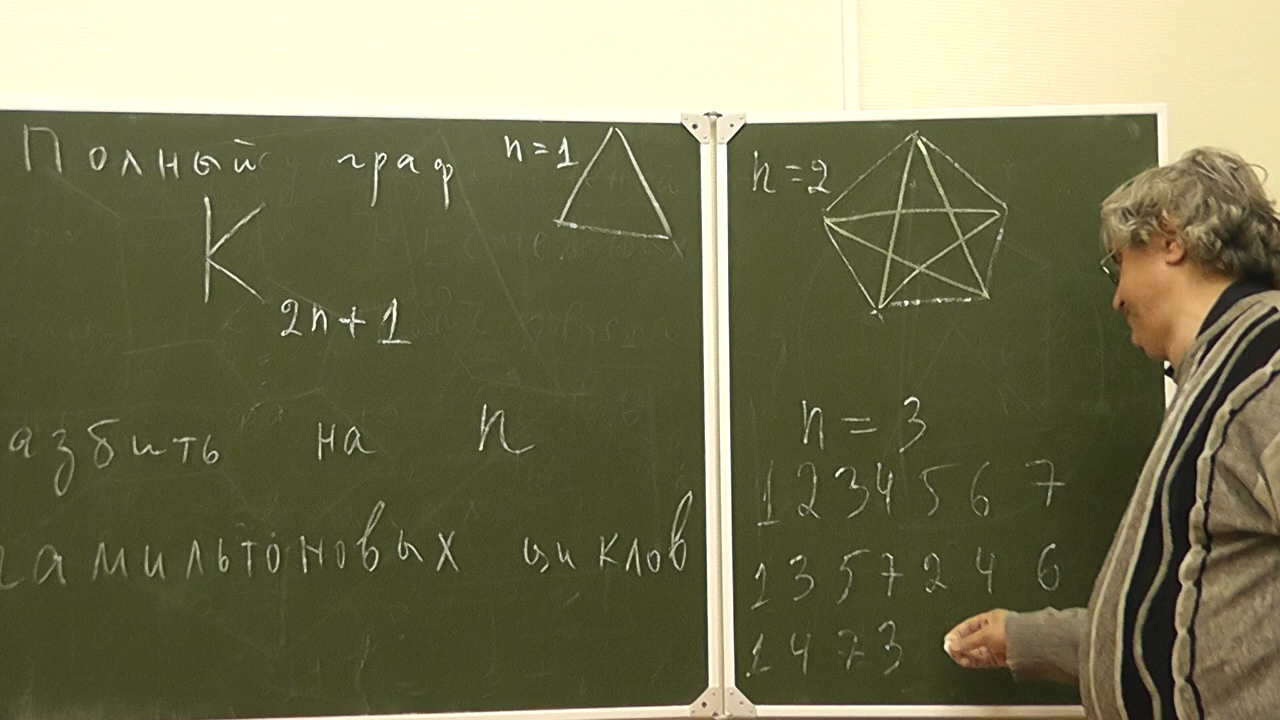 Полный граф
K
2n+1
азбить на n
гамильтоновых циклов
n=1
n=2
n=3
1 2 3 4 5 6 7
1 3 5 7 2 4 6
1 4 7 3